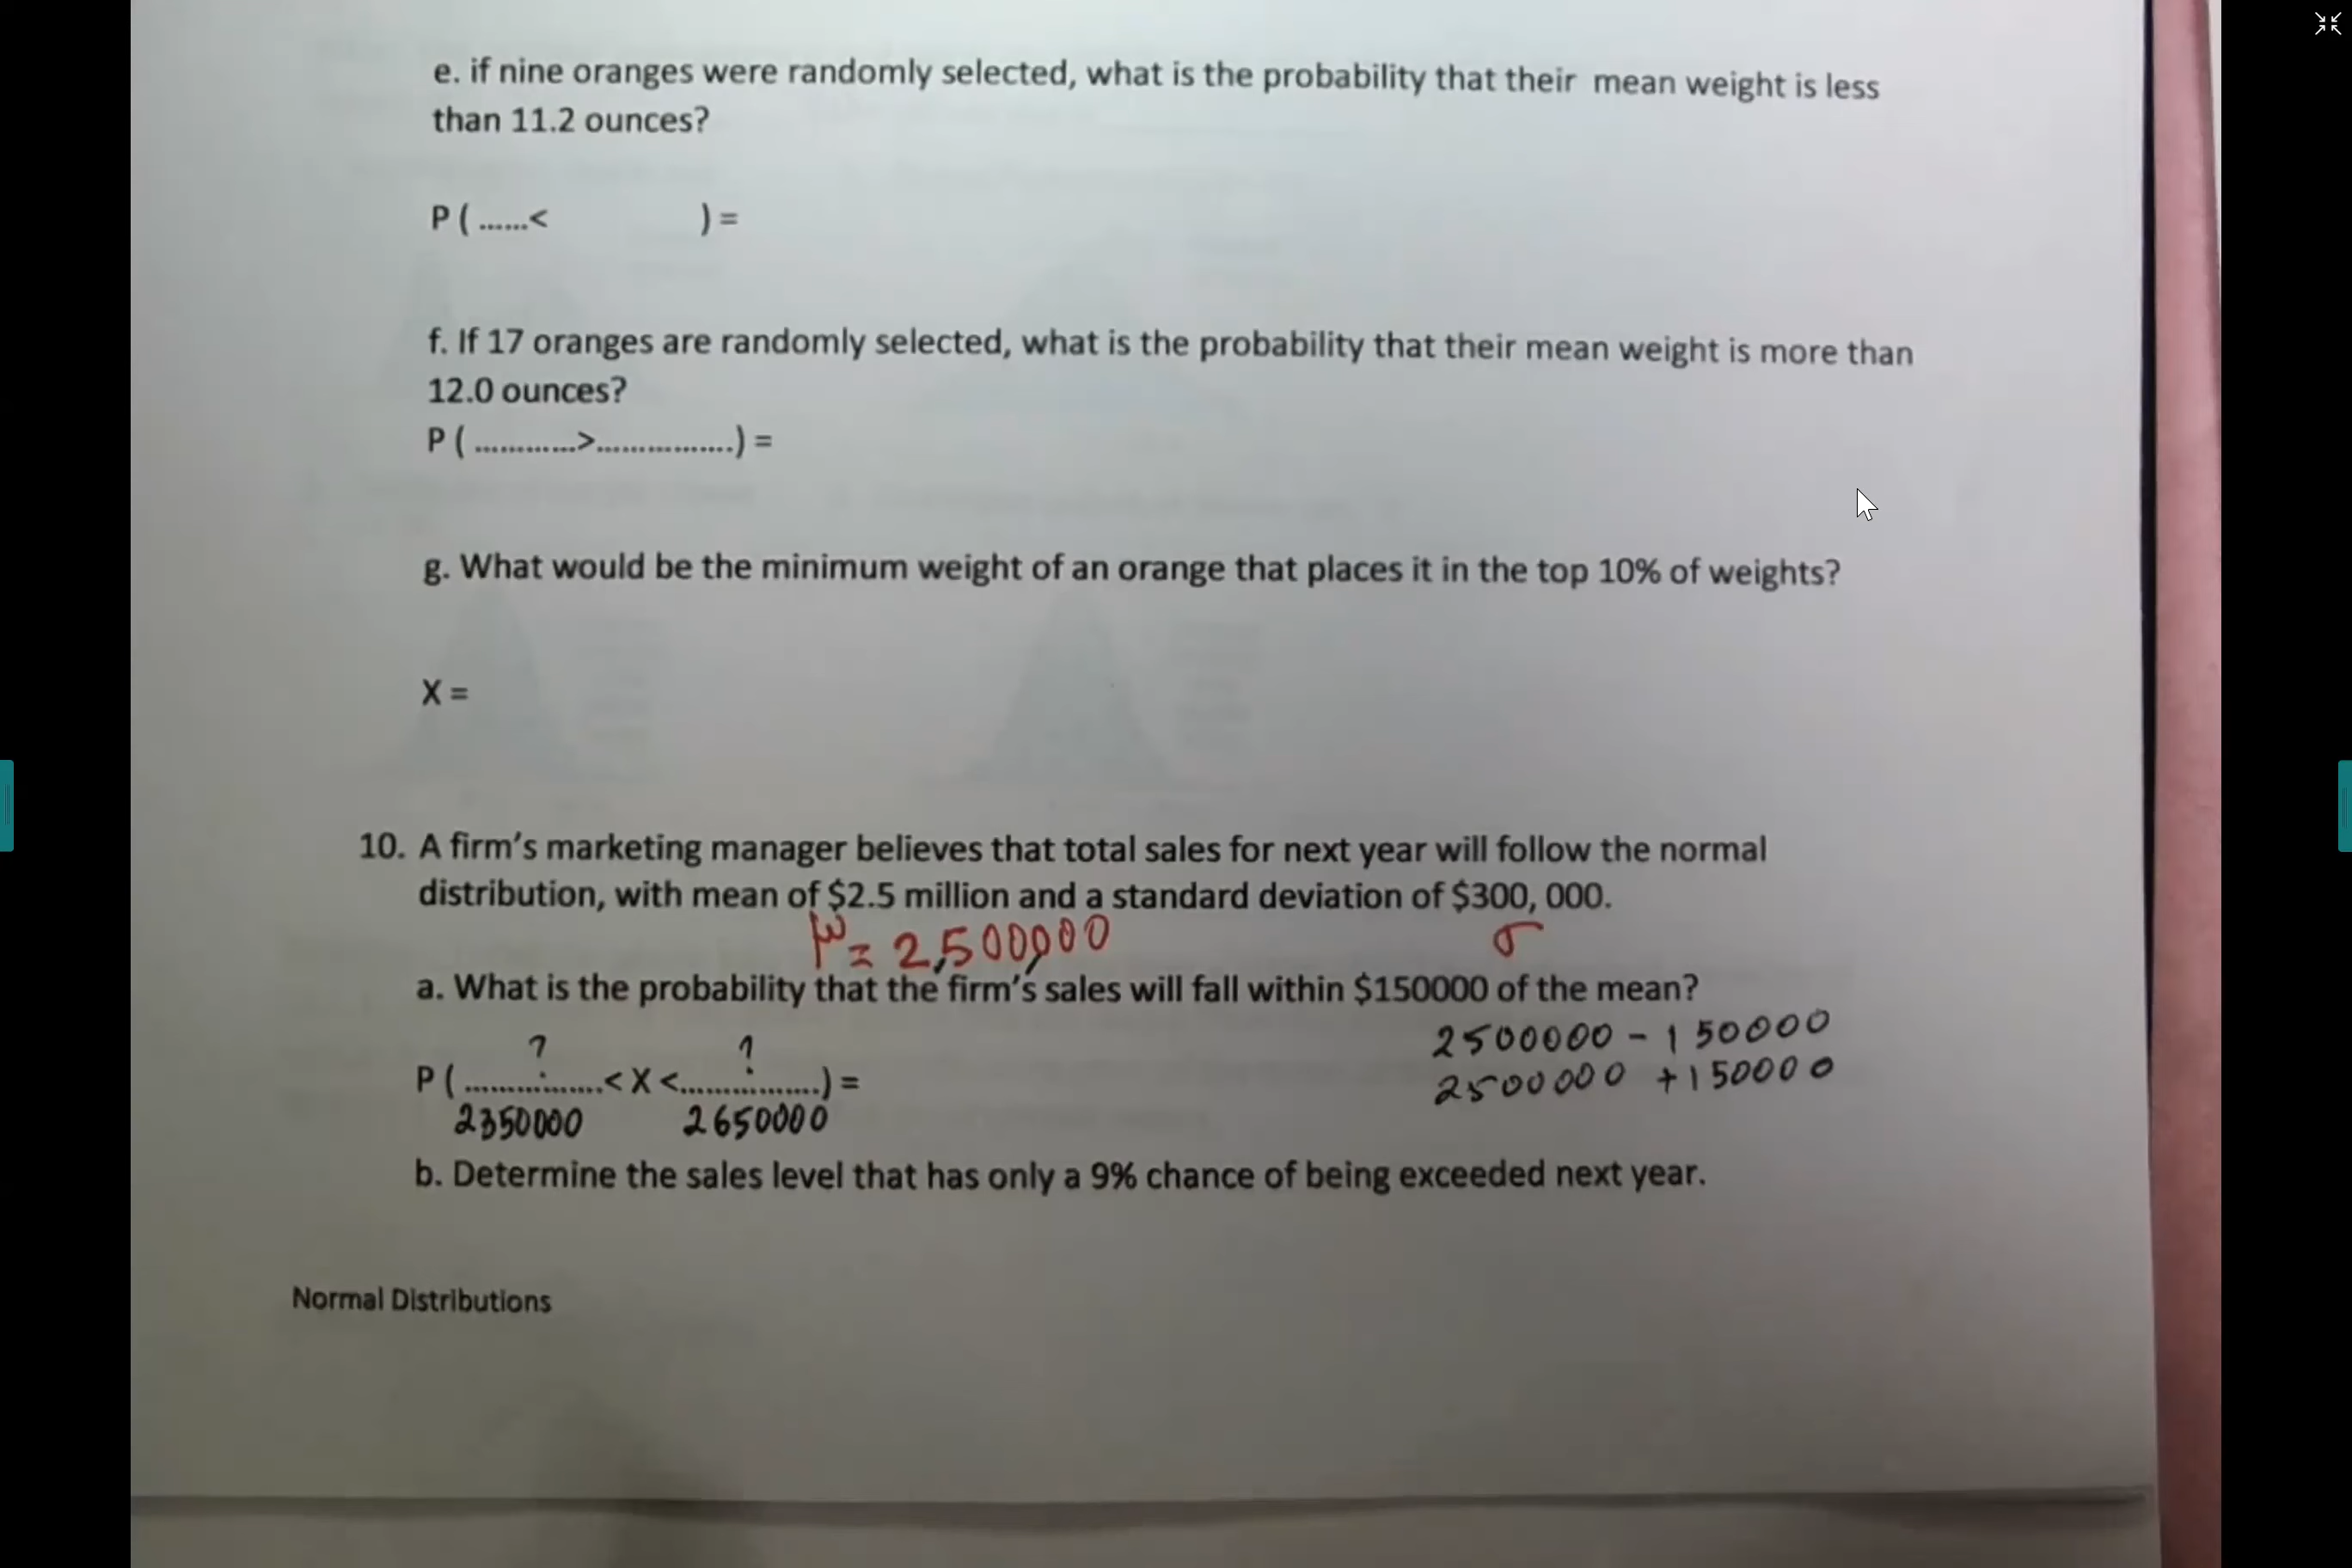 e. if nine oranges were randomly selected, what is the probability that their mean weight is less
than 11.2 ounces?
P ( ......< ) =
f. If 17 oranges are randomly selected, what is the probability that their mean weight is more than
12.0 ounces?
P ( ............>................) =
g. What would be the minimum weight of an orange that places it in the top 10% of weights?
X =
10. A firm's marketing manager believes that total sales for next year will follow the normal
distribution, with mean of $2.5 million and a standard deviation of $300, 000.
μ = 2,500,000 σ
a. What is the probability that the firm's sales will fall within $150000 of the mean?
2500000 - 150000
? ?
P ( ................< X <................) =
2500000 +150000
2350000 2650000
b. Determine the sales level that has only a 9% chance of being exceeded next year.
Normal Distributions